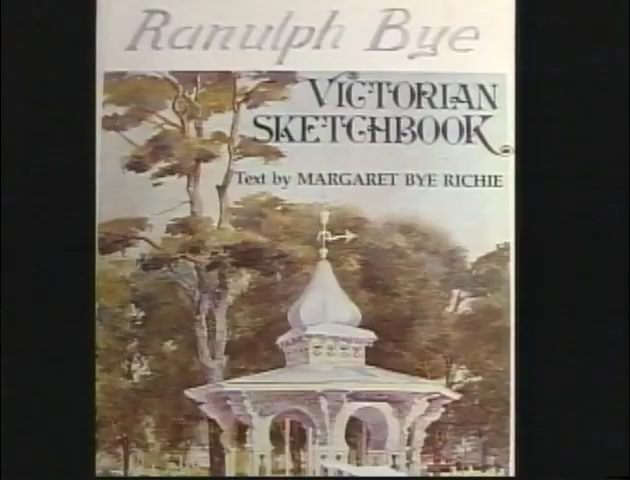 Ranulph Bye
VICTORIAN
SKETCHBOOK
Text by MARGARET BYE RICHIE